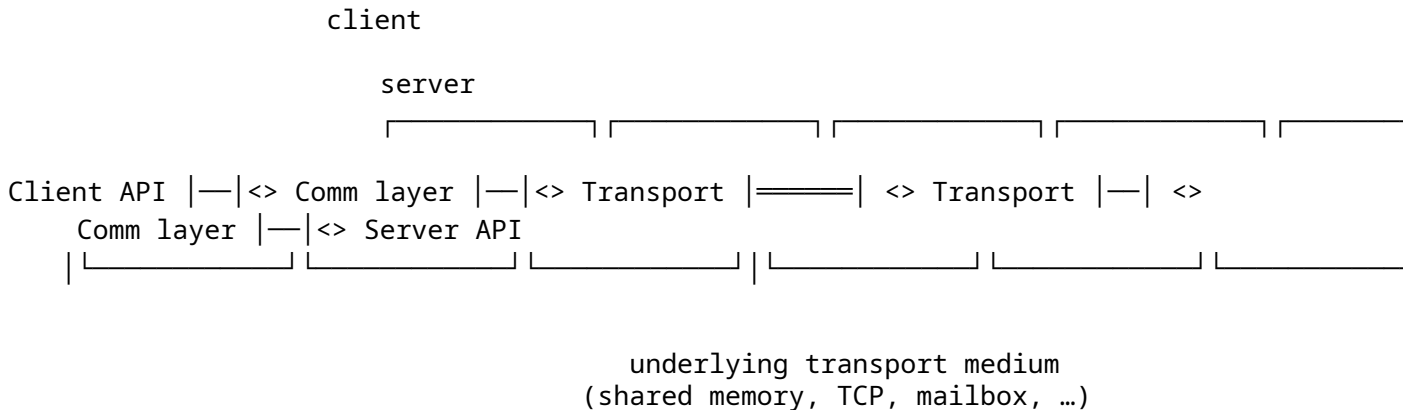 client
server
┌─────────────┐┌─────────────┐┌─────────────┐┌─────────────┐┌────────
Client API │──│<> Comm layer │──│<> Transport │══════│ <> Transport │──│ <>
Comm layer │──│<> Server API
│└─────────────┘└─────────────┘└─────────────┘│└─────────────┘└─────────────┘└────────────
underlying transport medium
(shared memory, TCP, mailbox, …)